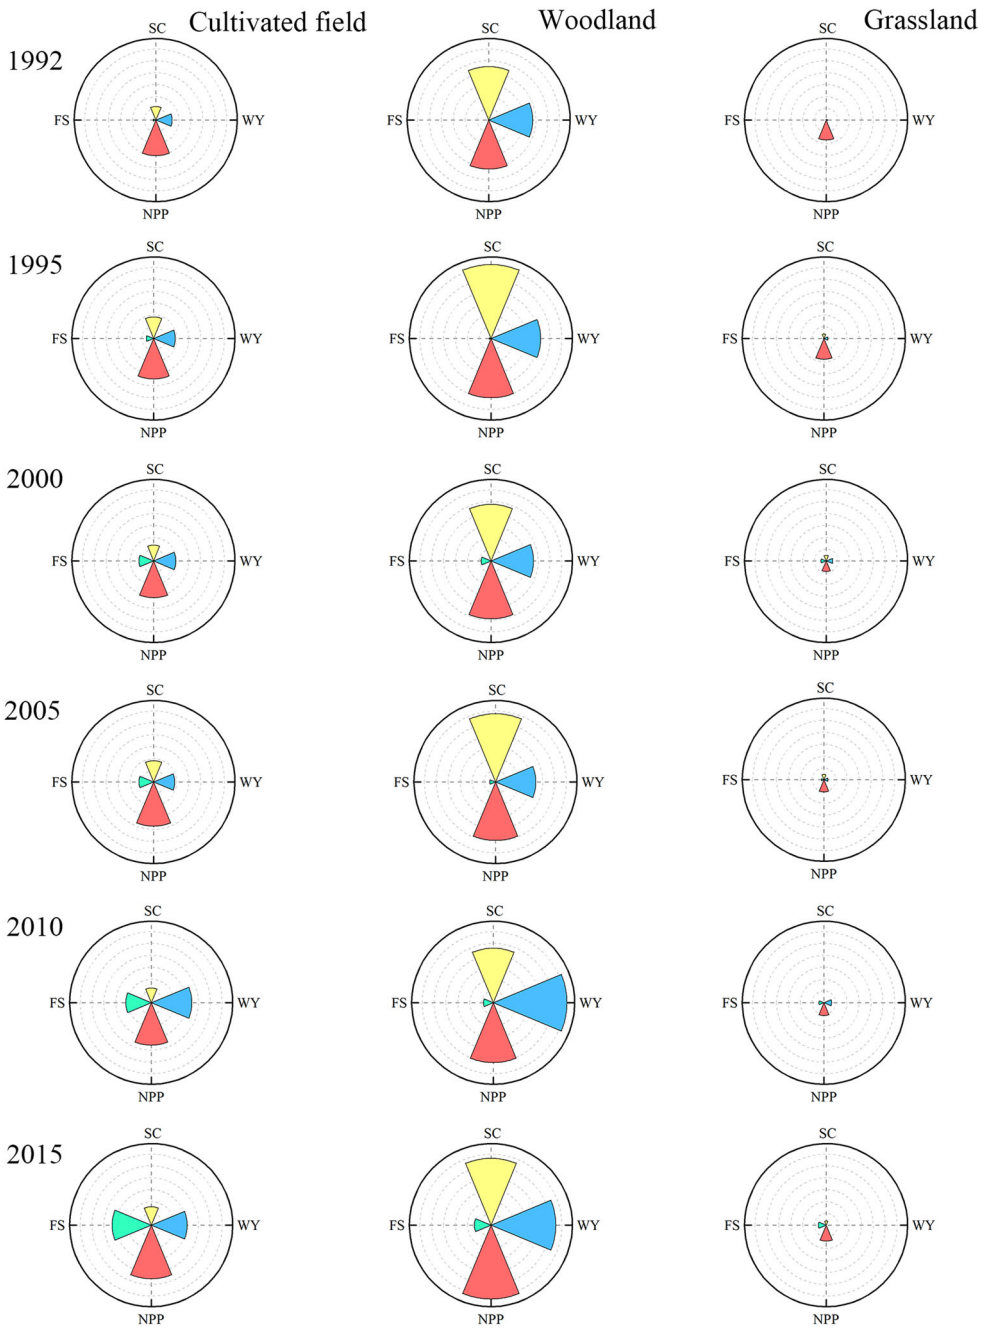 Cultivated field Woodland Grassland
1992
SC
FS WY FS WY FS WY
NPP NPP NPP
1995
SC SC SC
FS WY FS WY FS WY
NPP NPP NPP
2000
SC SC SC
FS WY FS WY FS WY
NPP NPP NPP
2005
SC SC SC
FS WY FS WY FS WY
NPP NPP NPP
2010
SC SC SC
FS WY FS WY FS WY
NPP NPP NPP
2015
SC SC SC
FS WY FS WY FS WY
NPP NPP NPP